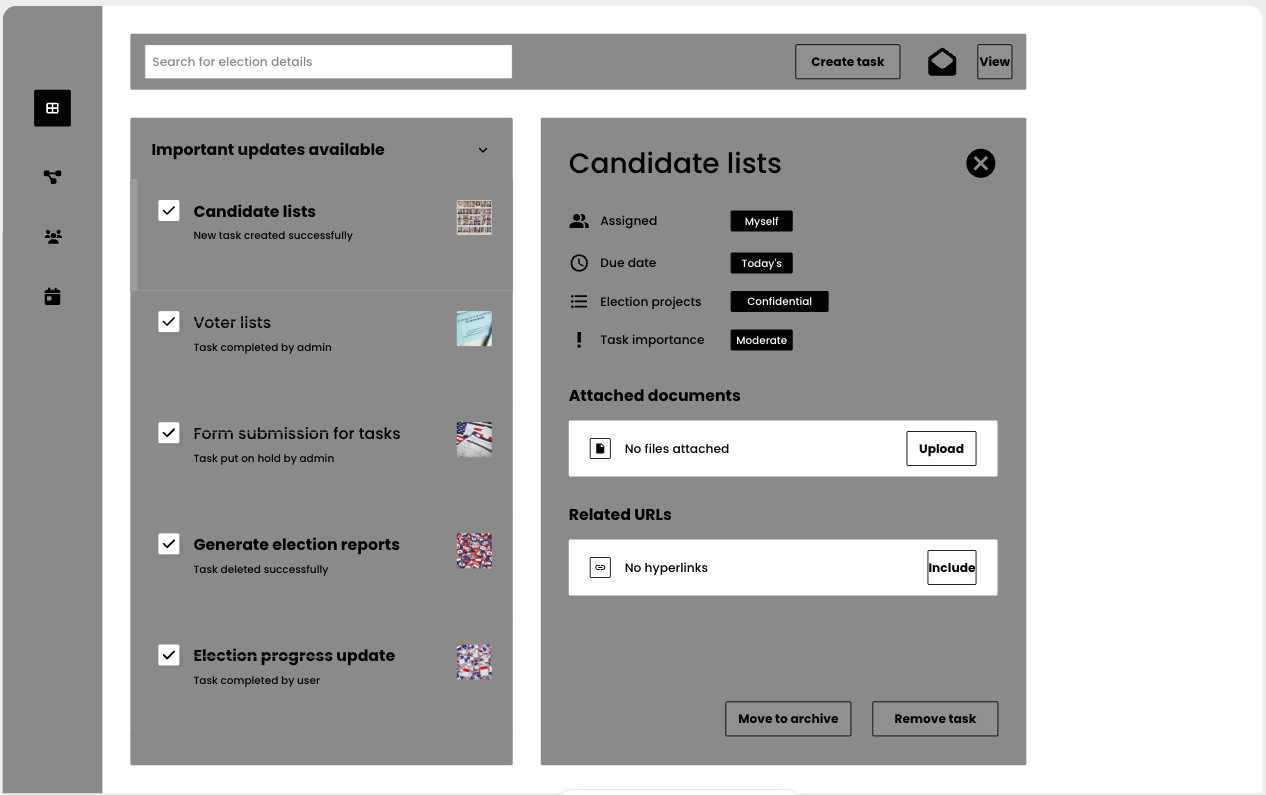 Search for election details
Create task
View
Important updates available
Candidate lists
New task created successfully
Voter lists
Task completed by admin
Form submission for tasks
Task put on hold by admin
Generate election reports
Task deleted successfully
Election progress update
Task completed by user
Candidate lists
Assigned
Myself
Due date
Today's
Election projects
Confidential
Task importance
Moderate
Attached documents
No files attached
Upload
Related URLs
No hyperlinks
Include
Move to archive
Remove task